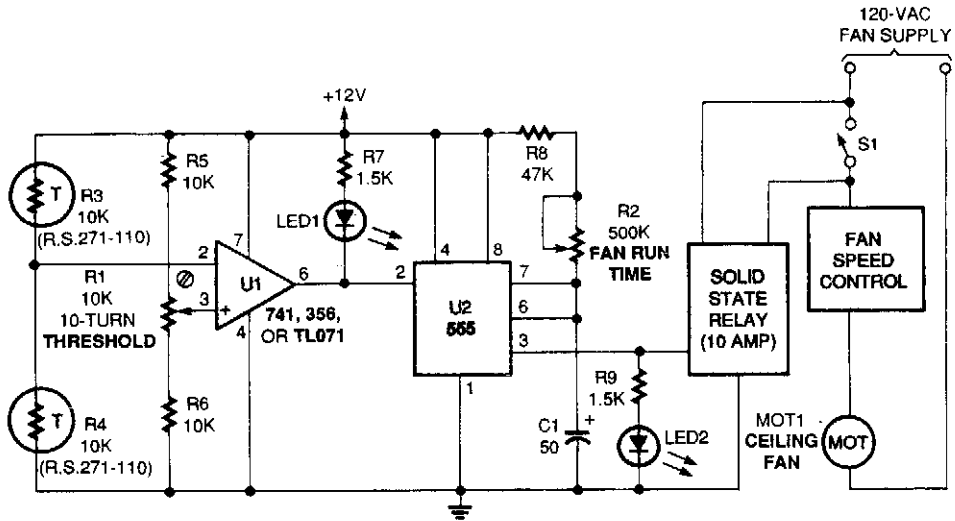 120-VAC
FAN SUPPLY
+12V
R5
10K
R7
1.5K
R8
47K
S1
T
R3
10K
(R.S.271-110)
LED1
R2
500K
FAN RUN
TIME
7
4
8
2
U1
6
2
7
R1
10K
10-TURN
THRESHOLD
3
+
4
741, 356,
OR TL071
U2
555
6
3
1
SOLID
STATE
RELAY
(10 AMP)
FAN
SPEED
CONTROL
T
R4
10K
(R.S.271-110)
R6
10K
C1
50
+
R9
1.5K
LED2
MOT1
CEILING
FAN
MOT